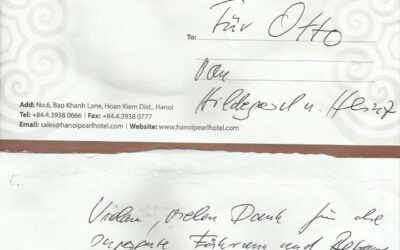 Für Otto
To:
von
Hildegard u. Heinz
Add: No.6, Bao Khanh Lane, Hoan Kiem Dist., Hanoi
Tel: +84.4.3938 0666 | Fax: +84.4.3938 0777
Email: sales@hanoipearlhotel.com | Website: www.hanoipearlhotel.com
Vielen, vielen Dank für die
Führung und